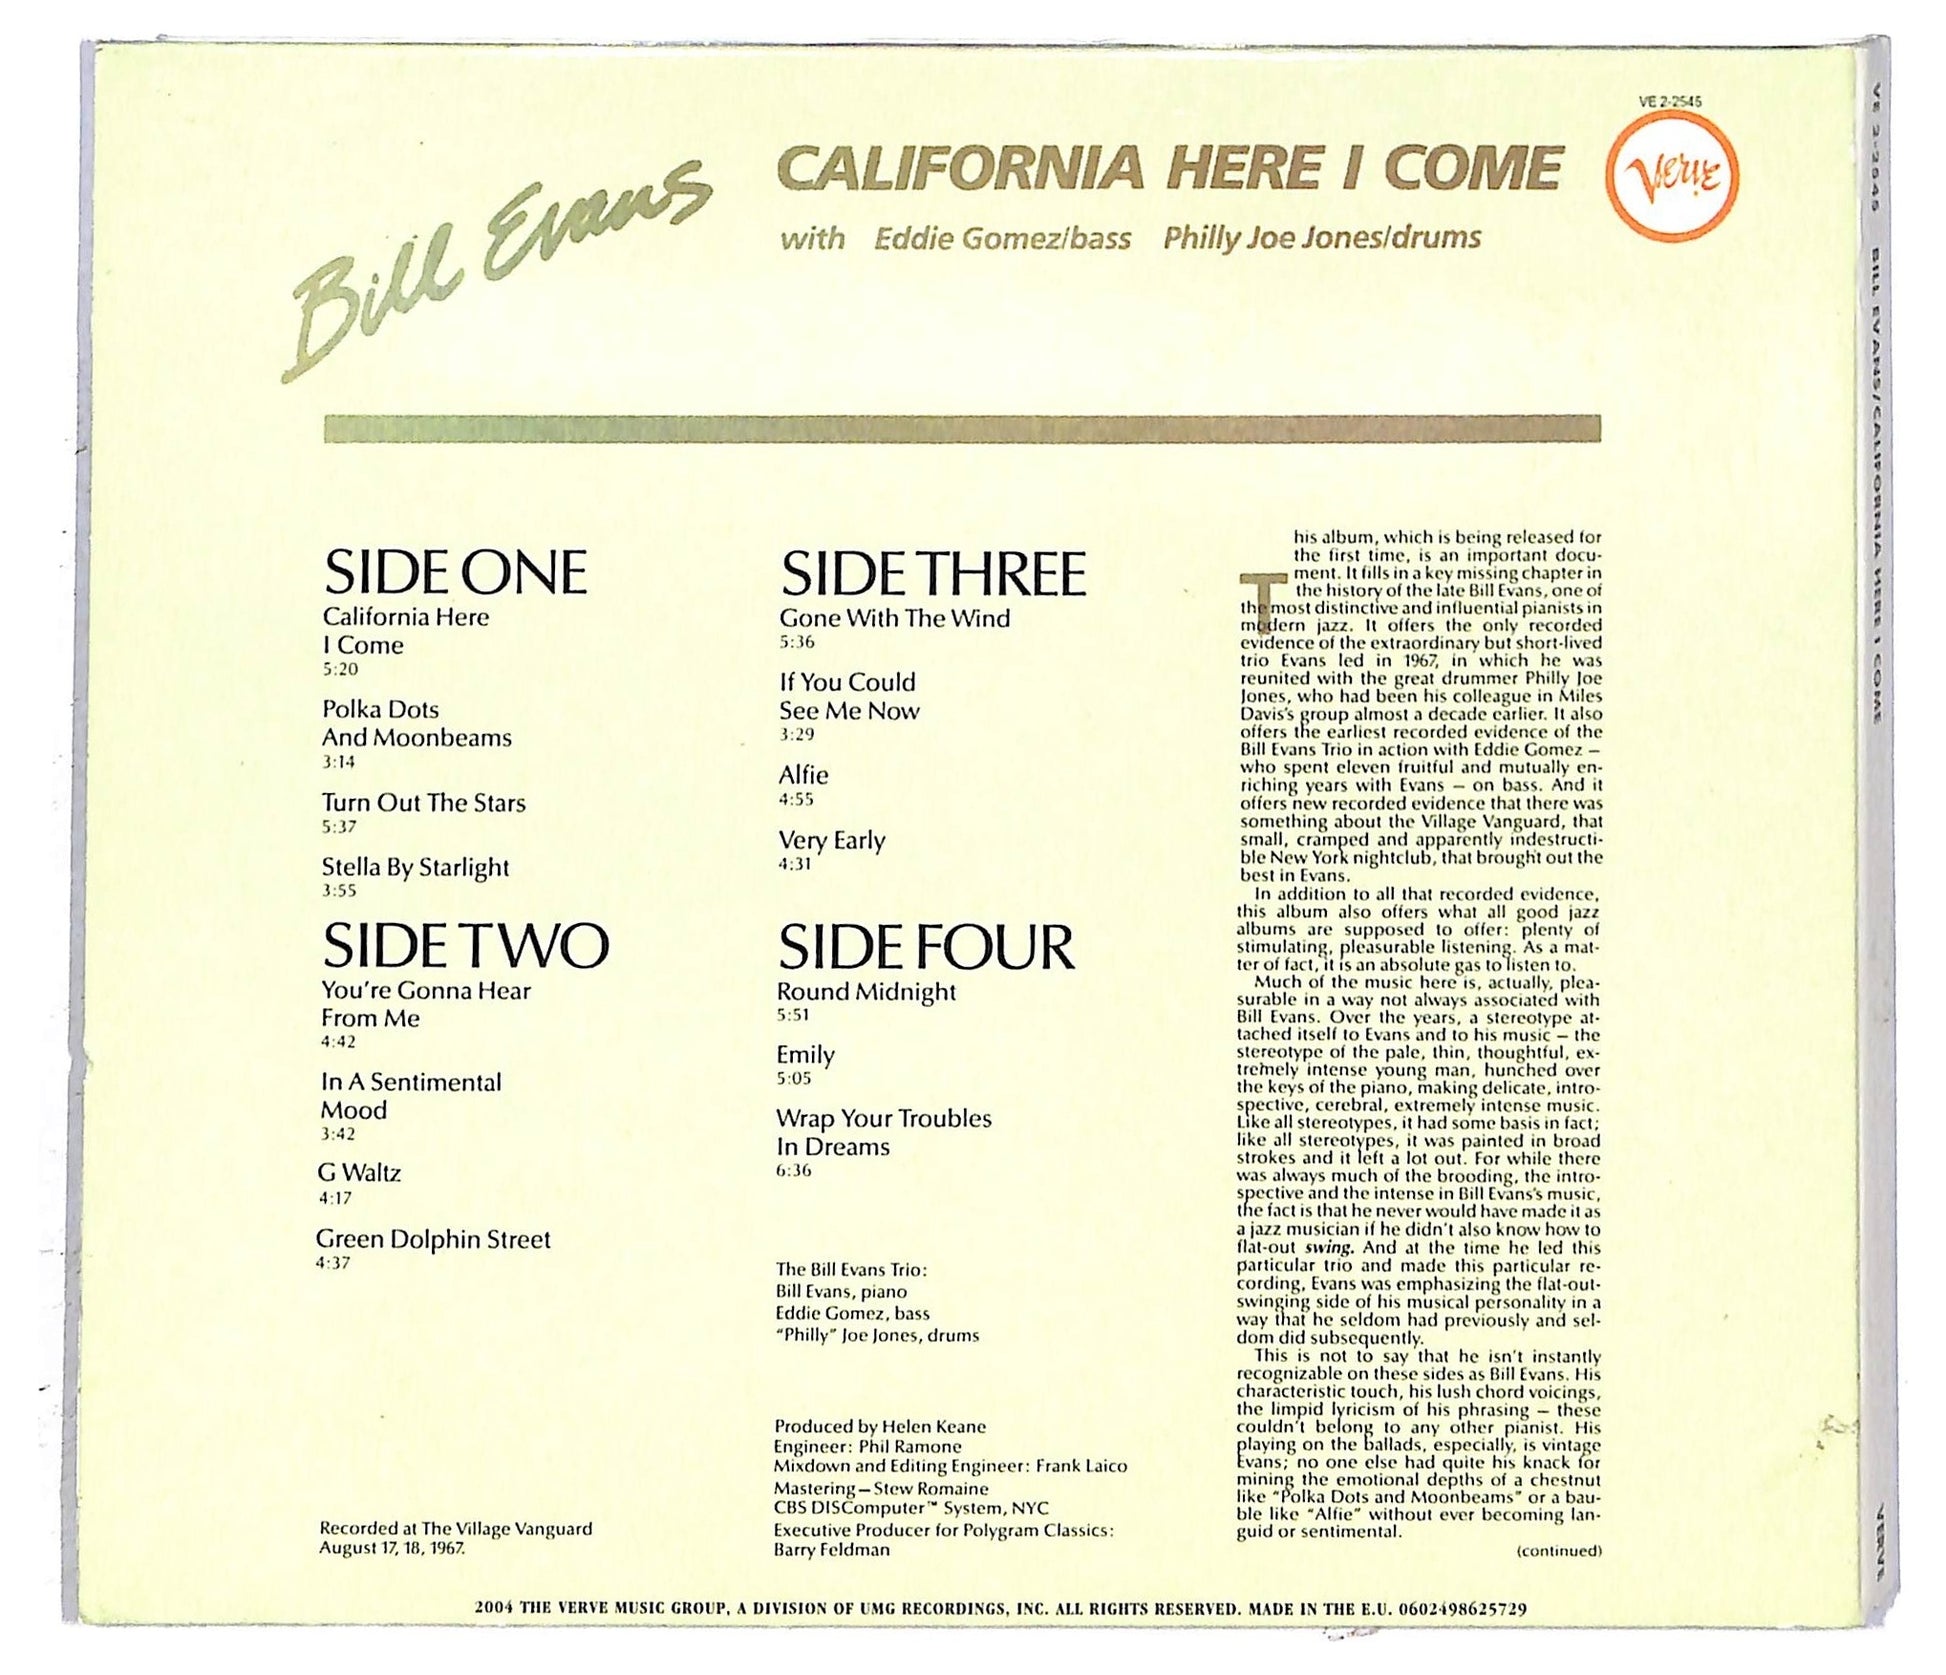 VE 2-2545
Verve
Bill Evans
CALIFORNIA HERE I COME
with Eddie Gomez/bass Philly Joe Jones/drums
SIDE ONE
California Here
I Come
5:20
Polka Dots
And Moonbeams
3:14
Turn Out The Stars
5:37
Stella By Starlight
3:55
SIDE TWO
You're Gonna Hear
From Me
4:42
In A Sentimental
Mood
3:42
G Waltz
4:17
Green Dolphin Street
4:37
Recorded at The Village Vanguard
August 17, 18, 1967.
SIDE THREE
Gone With The Wind
5:36
If You Could
See Me Now
3:29
Alfie
4:55
Very Early
4:31
SIDE FOUR
Round Midnight
5:51
Emily
5:05
Wrap Your Troubles
In Dreams
6:36
The Bill Evans Trio:
Bill Evans, piano
Eddie Gomez, bass
"Philly" Joe Jones, drums
Produced by Helen Keane
Engineer: Phil Ramone
Mixdown and Editing Engineer: Frank Laico
Mastering—Stew Romaine
CBS DISComputer™ System, NYC
Executive Producer for Polygram Classics:
Barry Feldman
This album, which is being released for
the first time, is an important docu-
ment. It fills in a key missing chapter in
the history of the late Bill Evans, one of
the most distinctive and influential pianists in
modern jazz. It offers the only recorded
evidence of the extraordinary but short-lived
trio Evans led in 1967, in which he was
reunited with the great drummer Philly Joe
Jones, who had been his colleague in Miles
Davis's group almost a decade earlier. It also
offers the earliest recorded evidence of the
Bill Evans Trio in action with Eddie Gomez —
who spent eleven fruitful and mutually en-
riching years with Evans — on bass. And it
offers new recorded evidence that there was
something about the Village Vanguard, that
small, cramped and apparently indestructi-
ble New York nightclub, that brought out the
best in Evans.
In addition to all that recorded evidence,
this album also offers what all good jazz
albums are supposed to offer: plenty of
stimulating, pleasurable listening. As a mat-
ter of fact, it is an absolute gas to listen to.
Much of the music here is, actually, plea-
surable in a way not always associated with
Bill Evans. Over the years, a stereotype at-
tached itself to Evans and to his music — the
stereotype of the pale, thin, thoughtful, ex-
tremely intense young man, hunched over
the keys of the piano, making delicate, intro-
spective, cerebral, extremely intense music.
Like all stereotypes, it had some basis in fact;
like all stereotypes, it was painted in broad
strokes and it left a lot out. For while there
was always much of the brooding, the intro-
spective and the intense in Bill Evans's music,
the fact is that he never would have made it as
a jazz musician if he didn't also know how to
flat-out swing. And at the time he led this
particular trio and made this particular re-
cording, Evans was emphasizing the flat-out-
swinging side of his musical personality in a
way that he seldom had previously and sel-
dom did subsequently.
This is not to say that he isn't instantly
recognizable on these sides as Bill Evans. His
characteristic touch, his lush chord voicings,
the limpid lyricism of his phrasing — these
couldn't belong to any other pianist. His
playing on the ballads, especially, is vintage
Evans; no one else had quite his knack for
mining the emotional depths of a chestnut
like "Polka Dots and Moonbeams" or a bau-
ble like "Alfie" without ever becoming lan-
guid or sentimental.
(continued)
2004 THE VERVE MUSIC GROUP, A DIVISION OF UMG RECORDINGS, INC. ALL RIGHTS RESERVED. MADE IN THE E.U. 0602498625729
VE 2-2545 BILL EVANS/CALIFORNIA HERE I COME VERVE